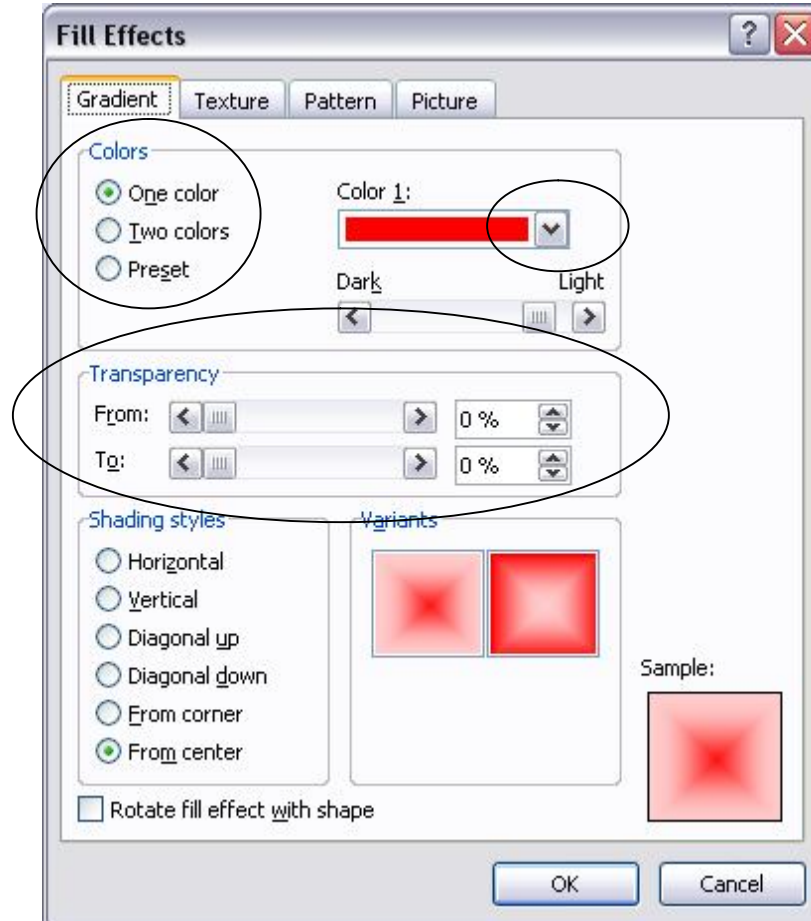 Fill Effects
Gradient Texture Pattern Picture
Colors
One color Color 1:
Two colors
Preset
Dark Light
Transparency
From: 0 %
To: 0 %
Shading styles Variants
Horizontal
Vertical
Diagonal up
Diagonal down
From corner
From center
Sample:
Rotate fill effect with shape
OK Cancel